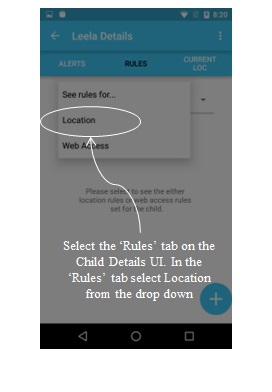 8:20
Leela Details
ALERTS
RULES
CURRENT
LOC
See rules for...
Location
Web Access
Please select to see the either
location rules or web access rules
set for the child.
Select the ‘Rules’ tab on the
Child Details UI. In the
‘Rules’ tab select Location
from the drop down
+